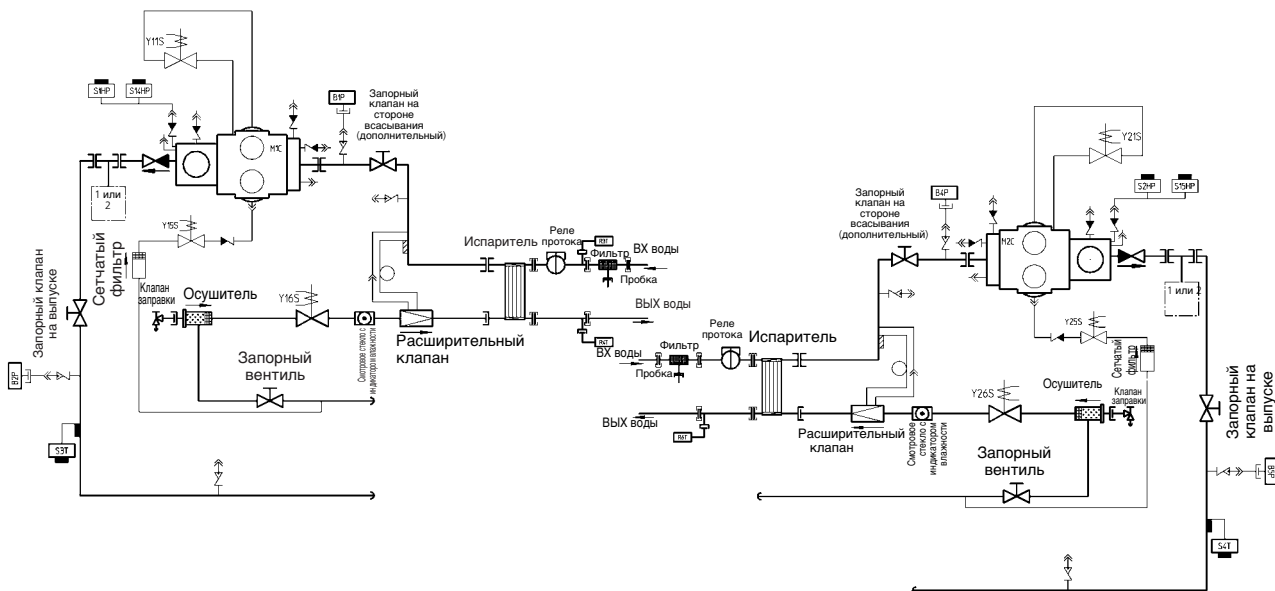 Y11S
S1HP
S14HP
B1P
Запорный
клапан на
стороне
всасывания
(дополнительный)
M1C
1 или
2
Y15S
Сетчатый
фильтр
Запорный клапан
на выпуске
Клапан
заправки
Осушитель
Y16S
Испаритель
Реле
протока
R3T
ВХ воды
Фильтр
Пробка
ВЫХ воды
R4T
Расширительный
клапан
Смотровое стекло с
индикатором влажности
Запорный
вентиль
B2P
S3T
Y21S
S2HP
S15HP
B4P
Запорный
клапан на
стороне
всасывания
(дополнительный)
M2C
1 или 2
Y25S
Сетчатый
фильтр
Реле
протока
Испаритель
ВХ воды
Фильтр
Пробка
ВЫХ воды
R6T
Расширительный
клапан
Смотровое
стекло с
индикатором
влажности
Y26S
Осушитель
Клапан
заправки
Запорный
вентиль
Запорный
клапан на
выпуске
B5P
S4T